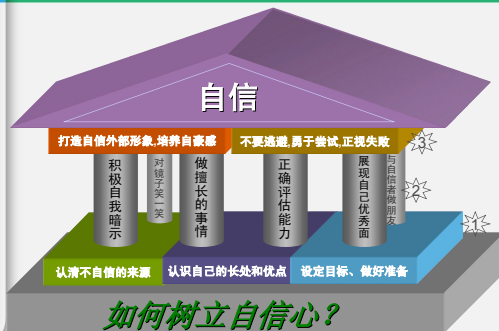 自信
打造自信外部形象,培养自豪感
不要逃避,勇于尝试,正视失败
3
积极自我暗示
对镜子笑一笑
做擅长的事情
正确评估能力
展现自己优秀面
与自信者做朋友
2
1
认清不自信的来源
认识自己的长处和优点
设定目标、做好准备
如何树立自信心?